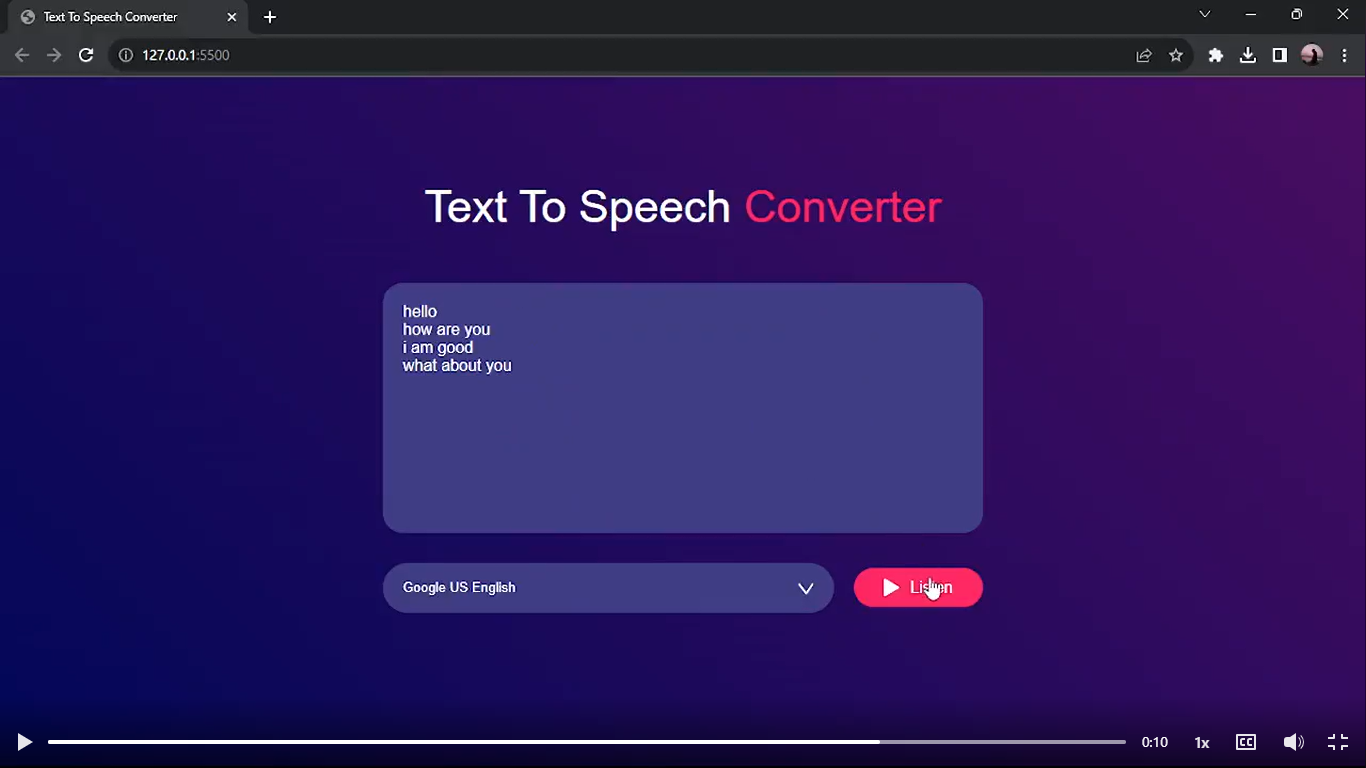 Text To Speech Converter
127.0.0.1:5500
Text To Speech Converter
hello
how are you
i am good
what about you
Google US English
Listen
0:10
1x
CC